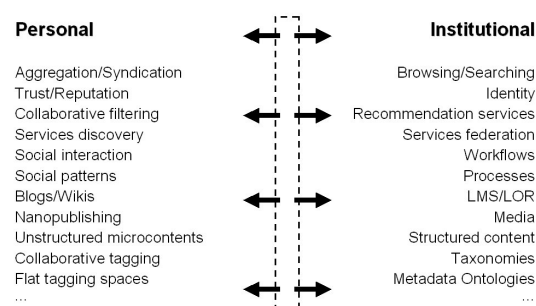 Personal Institutional
Aggregation/Syndication Browsing/Searching
Trust/Reputation Identity
Collaborative filtering Recommendation services
Services discovery Services federation
Social interaction Workflows
Social patterns Processes
Blogs/Wikis LMS/LOR
Nanopublishing Media
Unstructured microcontents Structured content
Collaborative tagging Taxonomies
Flat tagging spaces Metadata Ontologies
... ...